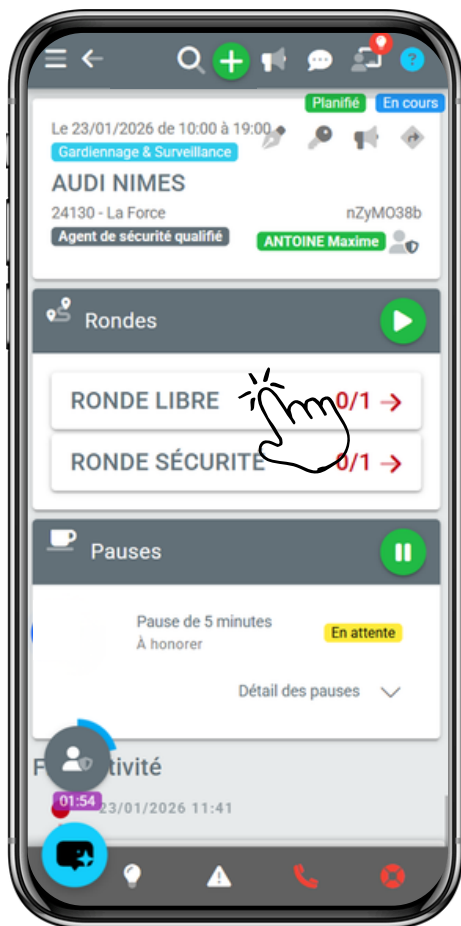 ?
Planifié En cours
Le 23/01/2026 de 10:00 à 19:00
Gardiennage & Surveillance
AUDI NIMES
24130 - La Force nZyMO38b
Agent de sécurité qualifié ANTOINE Maxime
Rondes
RONDE LIBRE 0/1
RONDE SÉCURITÉ 0/1
Pauses
Pause de 5 minutes
À honorer
En attente
Détail des pauses
F tivité
01:54 23/01/2026 11:41